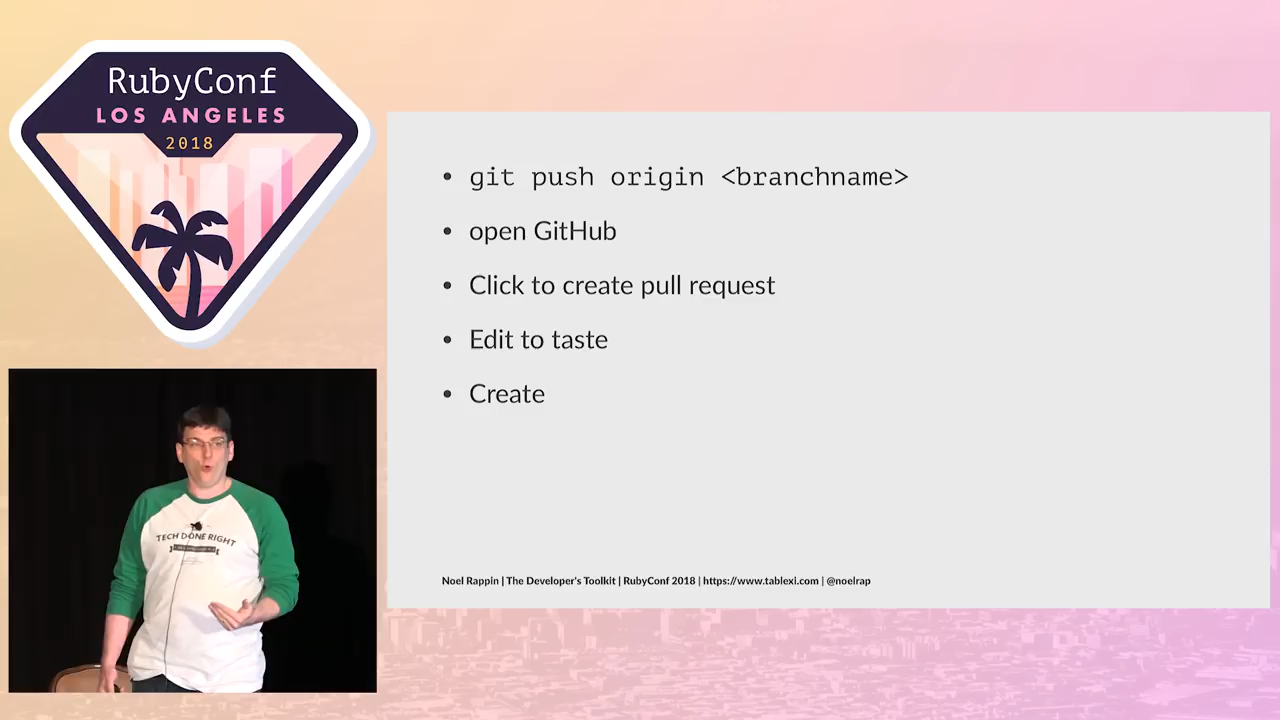 RubyConf
LOS ANGELES
2018
• git push origin <branchname>
• open GitHub
• Click to create pull request
• Edit to taste
• Create
Noel Rappin | The Developer's Toolkit | RubyConf 2018 | https://www.tablexi.com | @noelrap
TECH DONE RIGHT